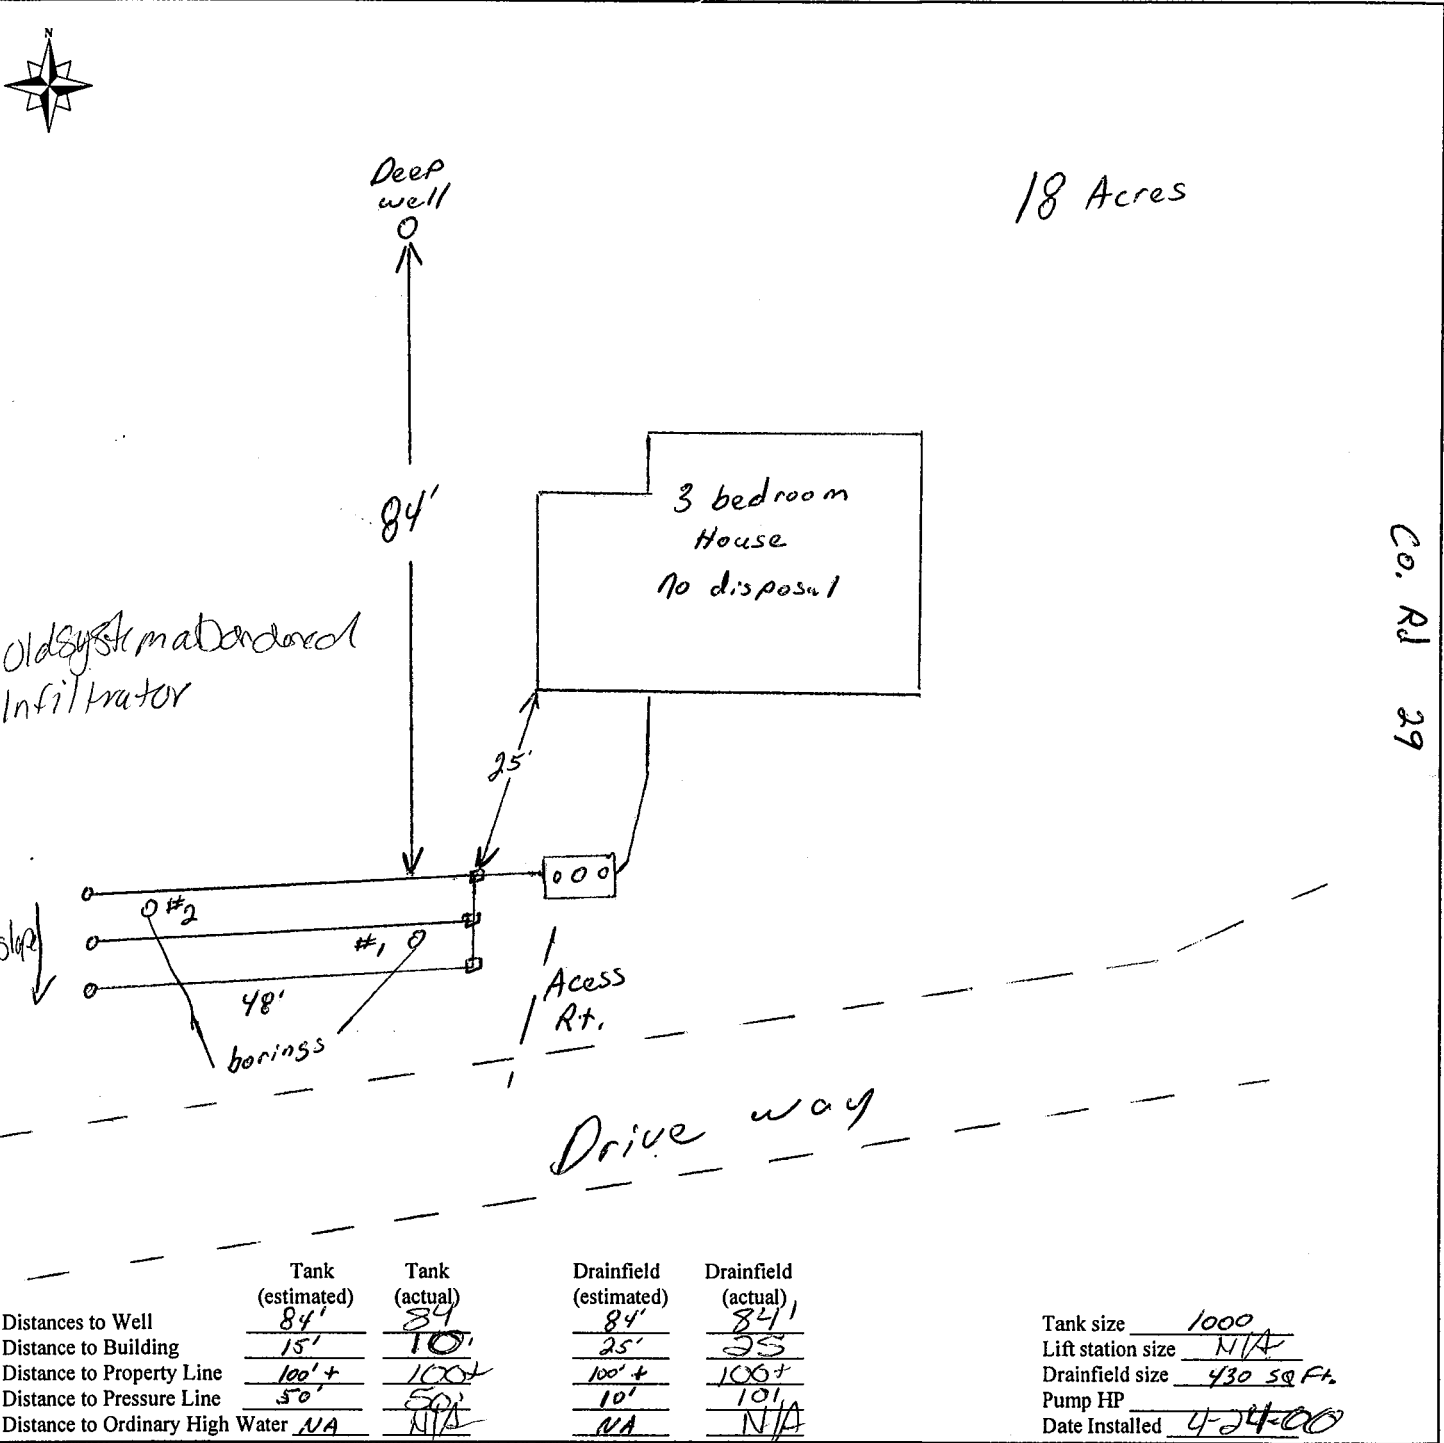 N
Deep
well
18 Acres
84'
3 bedroom
House
no disposal
Co. Rd 29
Old system abandoned
Infiltrator
25'
#2
#1
slope
48'
borings
Acess
Rt.
Drive way
Tank (estimated) Tank (actual) Drainfield (estimated) Drainfield (actual)
Distances to Well 84' 84 84' 84'
Distance to Building 15' 10' 25' 25
Distance to Property Line 100'+ 100+ 100'+ 100+
Distance to Pressure Line 50' 50' 10' 10'
Distance to Ordinary High Water NA N/A NA N/A
Tank size 1000
Lift station size N/A
Drainfield size 430 SQ Ft.
Pump HP
Date Installed 4-24-00